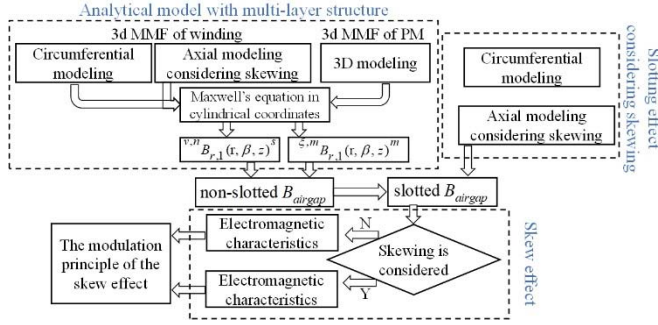 Analytical model with multi-layer structure
3d MMF of winding
3d MMF of PM
Circumferential
modeling
Axial modeling
considering skewing
3D modeling
Maxwell's equation in
cylindrical coordinates
v,n B r,1 (r, β, z) s
ξ,m B r,1 (r, β, z) m
Circumferential
modeling
Axial modeling
considering skewing
Slotting effect
considering skewing
non-slotted B airgap
slotted B airgap
The modulation
principle of the
skew effect
Electromagnetic
characteristics
N
Skewing is
considered
Electromagnetic
characteristics
Y
Skew effect